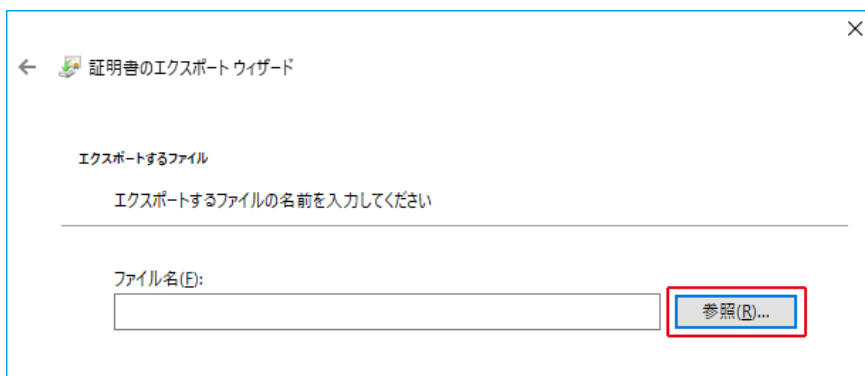 証明書のエクスポート ウィザード
エクスポートするファイル
エクスポートするファイルの名前を入力してください
ファイル名(F):
参照(R)...